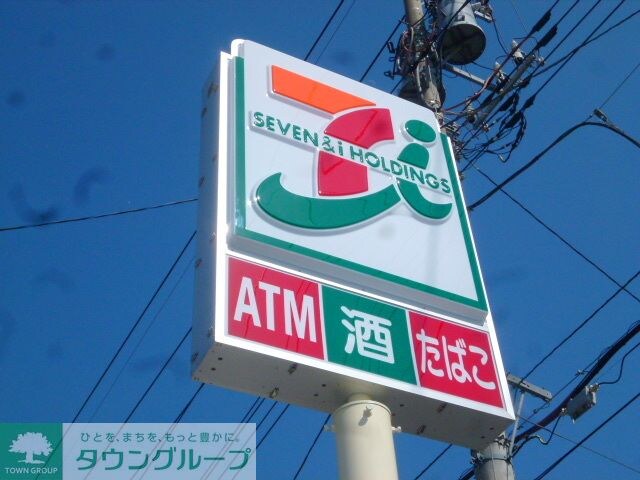 SEVEN & i HOLDINGS
ATM 酒 たばこ
ひとを、まちを、もっと豊かに。
タウングループ
TOWN GROUP